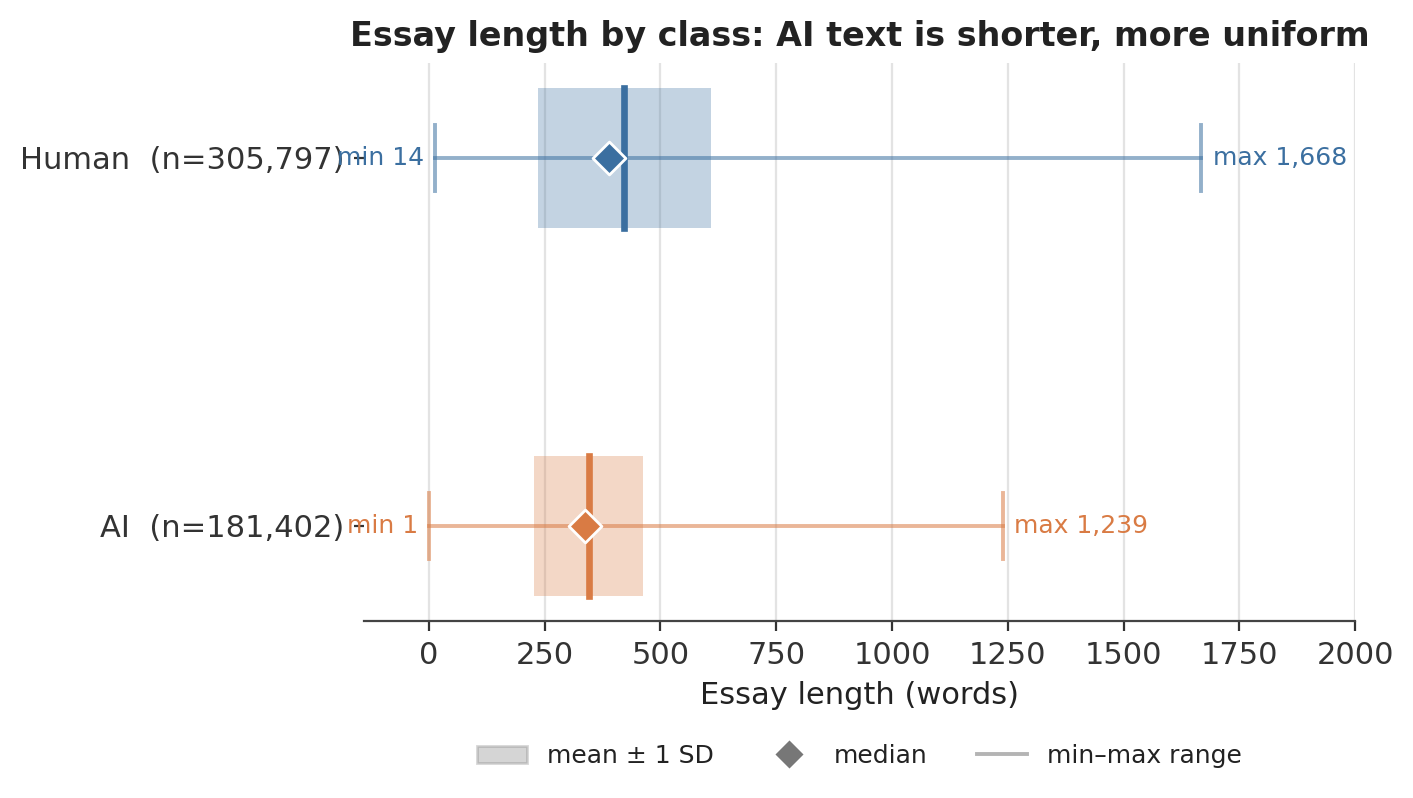 Essay length by class: AI text is shorter, more uniform
Human (n=305,797)
min 14
max 1,668
AI (n=181,402)
min 1
max 1,239
0 250 500 750 1000 1250 1500 1750 2000
Essay length (words)
mean ± 1 SD median min–max range